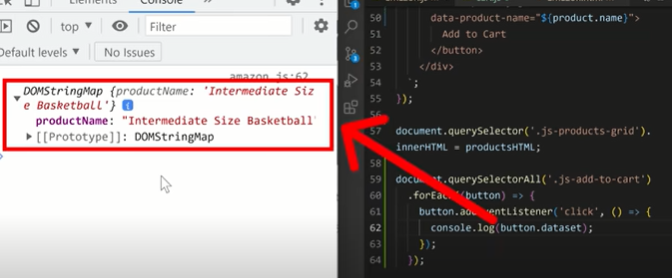 Console
top
Filter
Default levels
No Issues
amazon.js:62
DOMStringMap {productName: 'Intermediate Siz
e Basketball'}
productName: "Intermediate Size Basketball
[[Prototype]]: DOMStringMap
50 data-product-name="${product.name}">
51 Add to Cart
52 </button>
53 </div>
54 `;
55 });
56
57 document.querySelector('.js-products-grid').
innerHTML = productsHTML;
58
59 document.querySelectorAll('.js-add-to-cart')
60 .forEach((button) => {
61 button.addEventListener('click', () => {
62 console.log(button.dataset);
63 });
64 });